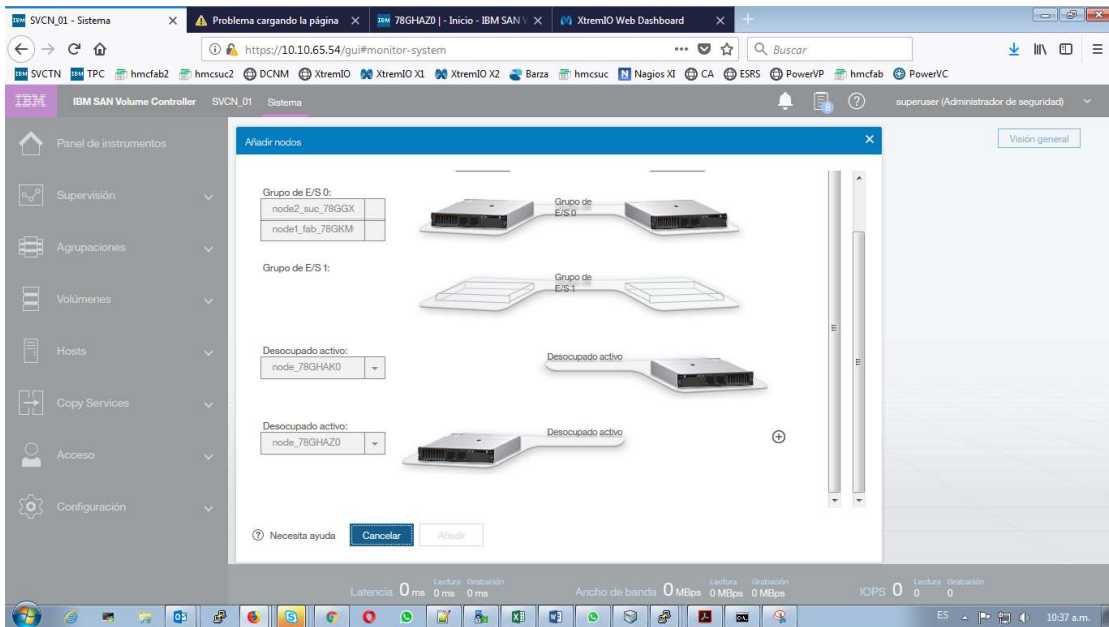 SVCN_01 - Sistema
Problema cargando la página
IBM 78GHAZ0 | - Inicio - IBM SAN V
XtremIO Web Dashboard
https://10.10.65.54/gui#monitor-system
Buscar
IBM SVCTN IBM TPC hmcfab2 hmcsuc2 DCNM XtremIO XtremIO X1 XtremIO X2 Barza hmcsuc N Nagios XI CA ESRS PowerVP hmcfab PowerVC
IBM IBM SAN Volume Controller SVCN_01 Sistema 8 superuser (Administrador de seguridad)
Panel de instrumentos
Supervisión
Agrupaciones
Volúmenes
Hosts
Copy Services
Acceso
Configuración
Visión general
Añadir nodos
Grupo de E/S 0:
node2_suc_78GGX
node1_fab_78GKM
Grupo de
E/S 0
Grupo de E/S 1:
Grupo de
E/S 1
Desocupado activo:
node_78GHAK0
Desocupado activo
Desocupado activo:
node_78GHAZ0
Desocupado activo
Necesita ayuda Cancelar Añadir
Latencia 0 ms Lectura 0 ms Grabación 0 ms
Ancho de banda 0 MBps Lectura 0 MBps Grabación 0 MBps
IOPS 0 Lectura 0 Grabación 0
ES 10:37 a.m.